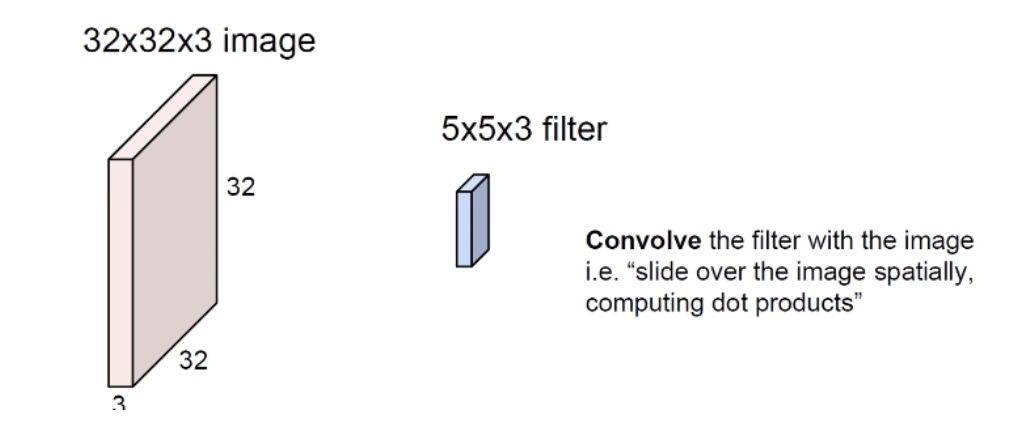 32x32x3 image
5x5x3 filter
32
Convolve the filter with the image
i.e. “slide over the image spatially,
computing dot products”
32
3